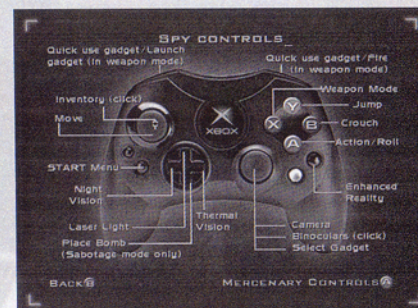 SPY CONTROLS
Quick use gadget/Launch
gadget (in weapon mode)
Quick use gadget/Fire
(in weapon mode)
Weapon Mode
Inventory (click)
Y
Jump
Move
XBOX
X
B
Crouch
A
Action/Roll
START Menu
Night
Vision
Enhanced
Reality
Thermal
Vision
Laser Light
Camera
Place Bomb
(Sabotage mode only)
Binoculars (click)
Select Gadget
BACK B
MERCENARY CONTROLS A